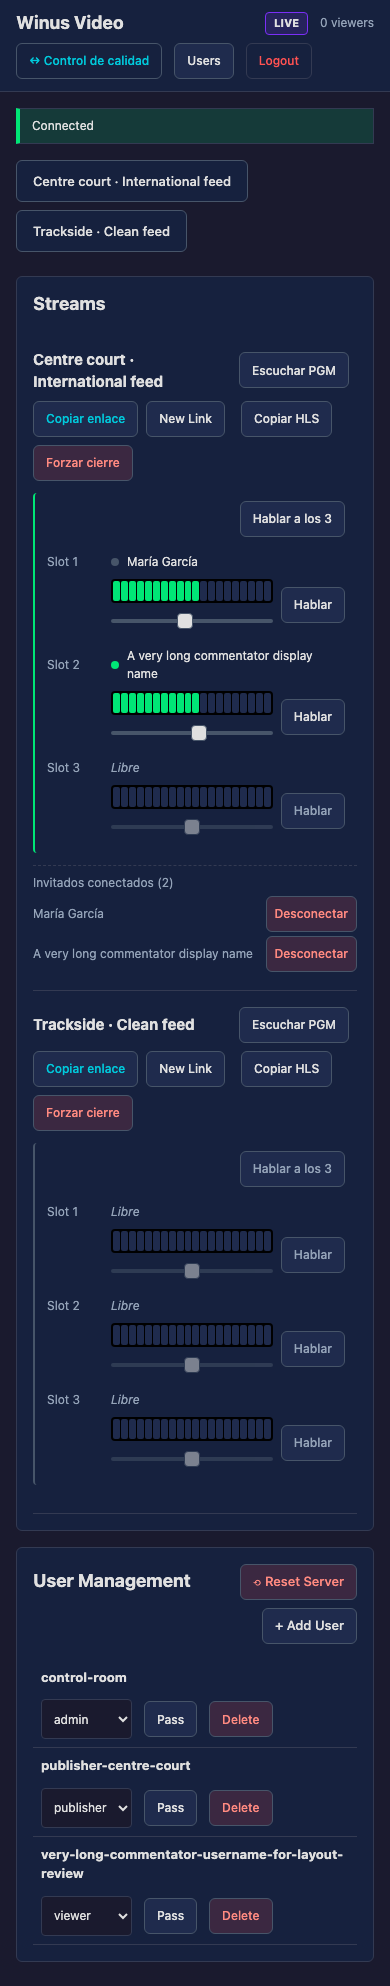 Winus Video
LIVE
0 viewers
↔ Control de calidad
Users
Logout
Connected
Centre court · International feed
Trackside · Clean feed
Streams
Centre court ·
International feed
Escuchar PGM
Copiar enlace
New Link
Copiar HLS
Forzar cierre
Hablar a los 3
Slot 1
María García
Hablar
Slot 2
A very long commentator display
name
Hablar
Slot 3
Libre
Hablar
Invitados conectados (2)
María García
Desconectar
A very long commentator display name
Desconectar
Trackside · Clean feed
Escuchar PGM
Copiar enlace
New Link
Copiar HLS
Forzar cierre
Hablar a los 3
Slot 1
Libre
Hablar
Slot 2
Libre
Hablar
Slot 3
Libre
Hablar
User Management
⟲ Reset Server
+ Add User
control-room
admin
Pass
Delete
publisher-centre-court
publisher
Pass
Delete
very-long-commentator-username-for-layout-
review
viewer
Pass
Delete